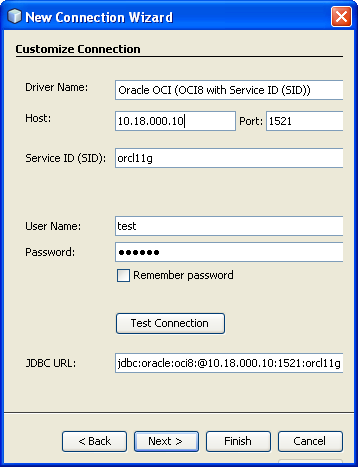 New Connection Wizard
Customize Connection
Driver Name: Oracle OCI (OCI8 with Service ID (SID))
Host: 10.18.000.10 Port: 1521
Service ID (SID): orcl11g
User Name: test
Password: ●●●●●●
Remember password
Test Connection
JDBC URL: jdbc:oracle:oci8:@10.18.000.10:1521:orcl11g
< Back Next > Finish Cancel